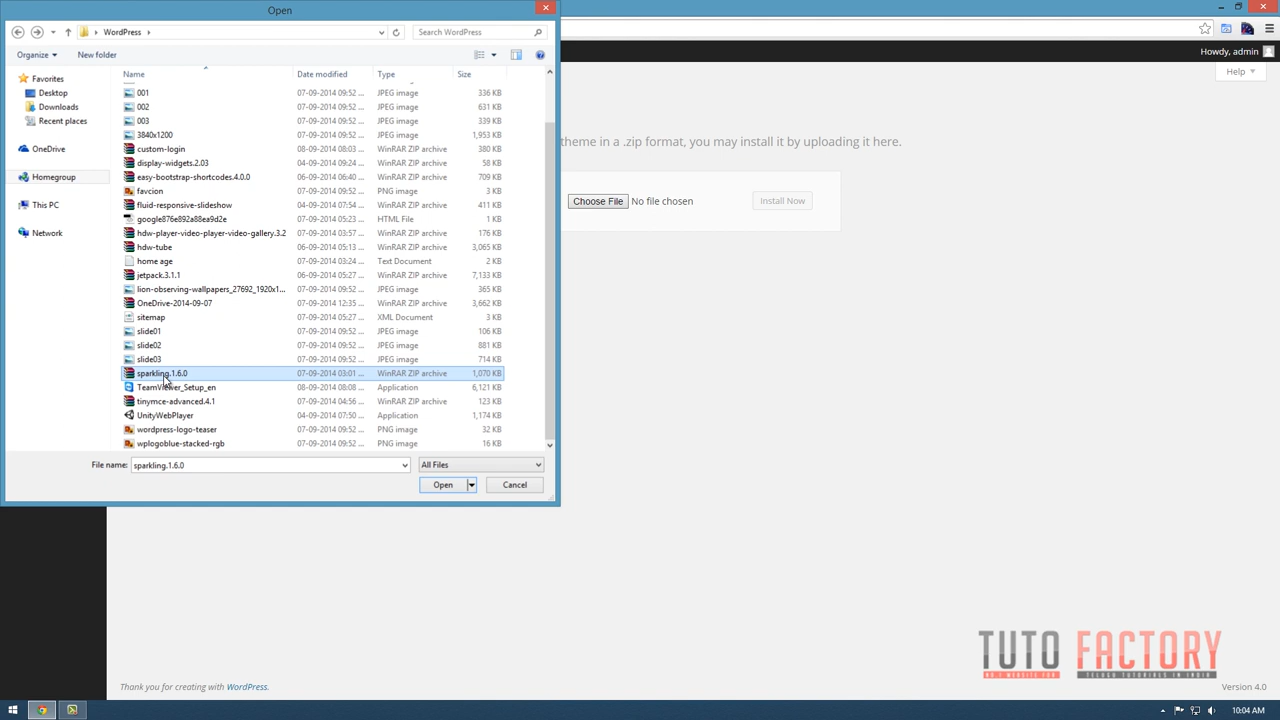 Open
WordPress
Search WordPress
Organize
New folder
Name
Date modified
Type
Size
Favorites
Desktop
Downloads
Recent places
OneDrive
Homegroup
This PC
Network
001 07-09-2014 09:52 ... JPEG image 336 KB
002 07-09-2014 09:52 ... JPEG image 631 KB
003 07-09-2014 09:52 ... JPEG image 339 KB
3840x1200 07-09-2014 09:52 ... JPEG image 1,953 KB
custom-login 08-09-2014 08:03 ... WinRAR ZIP archive 380 KB
display-widgets.2.03 04-09-2014 09:24 ... WinRAR ZIP archive 58 KB
easy-bootstrap-shortcodes.4.0.0 06-09-2014 06:40 ... WinRAR ZIP archive 709 KB
favcion 07-09-2014 09:52 ... PNG image 3 KB
fluid-responsive-slideshow 04-09-2014 07:54 ... WinRAR ZIP archive 411 KB
google876e892a88ea9d2e 07-09-2014 05:23 ... HTML File 1 KB
hdw-player-video-player-video-gallery.3.2 07-09-2014 03:57 ... WinRAR ZIP archive 176 KB
hdw-tube 06-09-2014 05:13 ... WinRAR ZIP archive 3,065 KB
home age 07-09-2014 03:24 ... Text Document 2 KB
jetpack.3.1.1 06-09-2014 05:27 ... WinRAR ZIP archive 7,133 KB
lion-observing-wallpapers_27692_1920x1... 07-09-2014 09:52 ... JPEG image 365 KB
OneDrive-2014-09-07 07-09-2014 12:35 ... WinRAR ZIP archive 3,662 KB
sitemap 07-09-2014 05:27 ... XML Document 3 KB
slide01 07-09-2014 09:52 ... JPEG image 106 KB
slide02 07-09-2014 09:52 ... JPEG image 881 KB
slide03 07-09-2014 09:52 ... JPEG image 714 KB
sparkling.1.6.0 07-09-2014 03:01 ... WinRAR ZIP archive 1,070 KB
TeamViewer_Setup_en 08-09-2014 08:08 ... Application 6,121 KB
tinymce-advanced.4.1 07-09-2014 04:56 ... WinRAR ZIP archive 123 KB
UnityWebPlayer 04-09-2014 07:50 ... Application 1,174 KB
wordpress-logo-teaser 07-09-2014 09:52 ... PNG image 32 KB
wplogoblue-stacked-rgb 07-09-2014 09:52 ... PNG image 16 KB
File name: sparkling.1.6.0 All Files
Open Cancel
Howdy, admin
Help
theme in a .zip format, you may install it by uploading it here.
Choose File No file chosen Install Now
TUTO FACTORY
NO.1 WEBSITE FOR TELUGU TUTORIALS IN INDIA
Thank you for creating with WordPress.
Version 4.0
10:04 AM